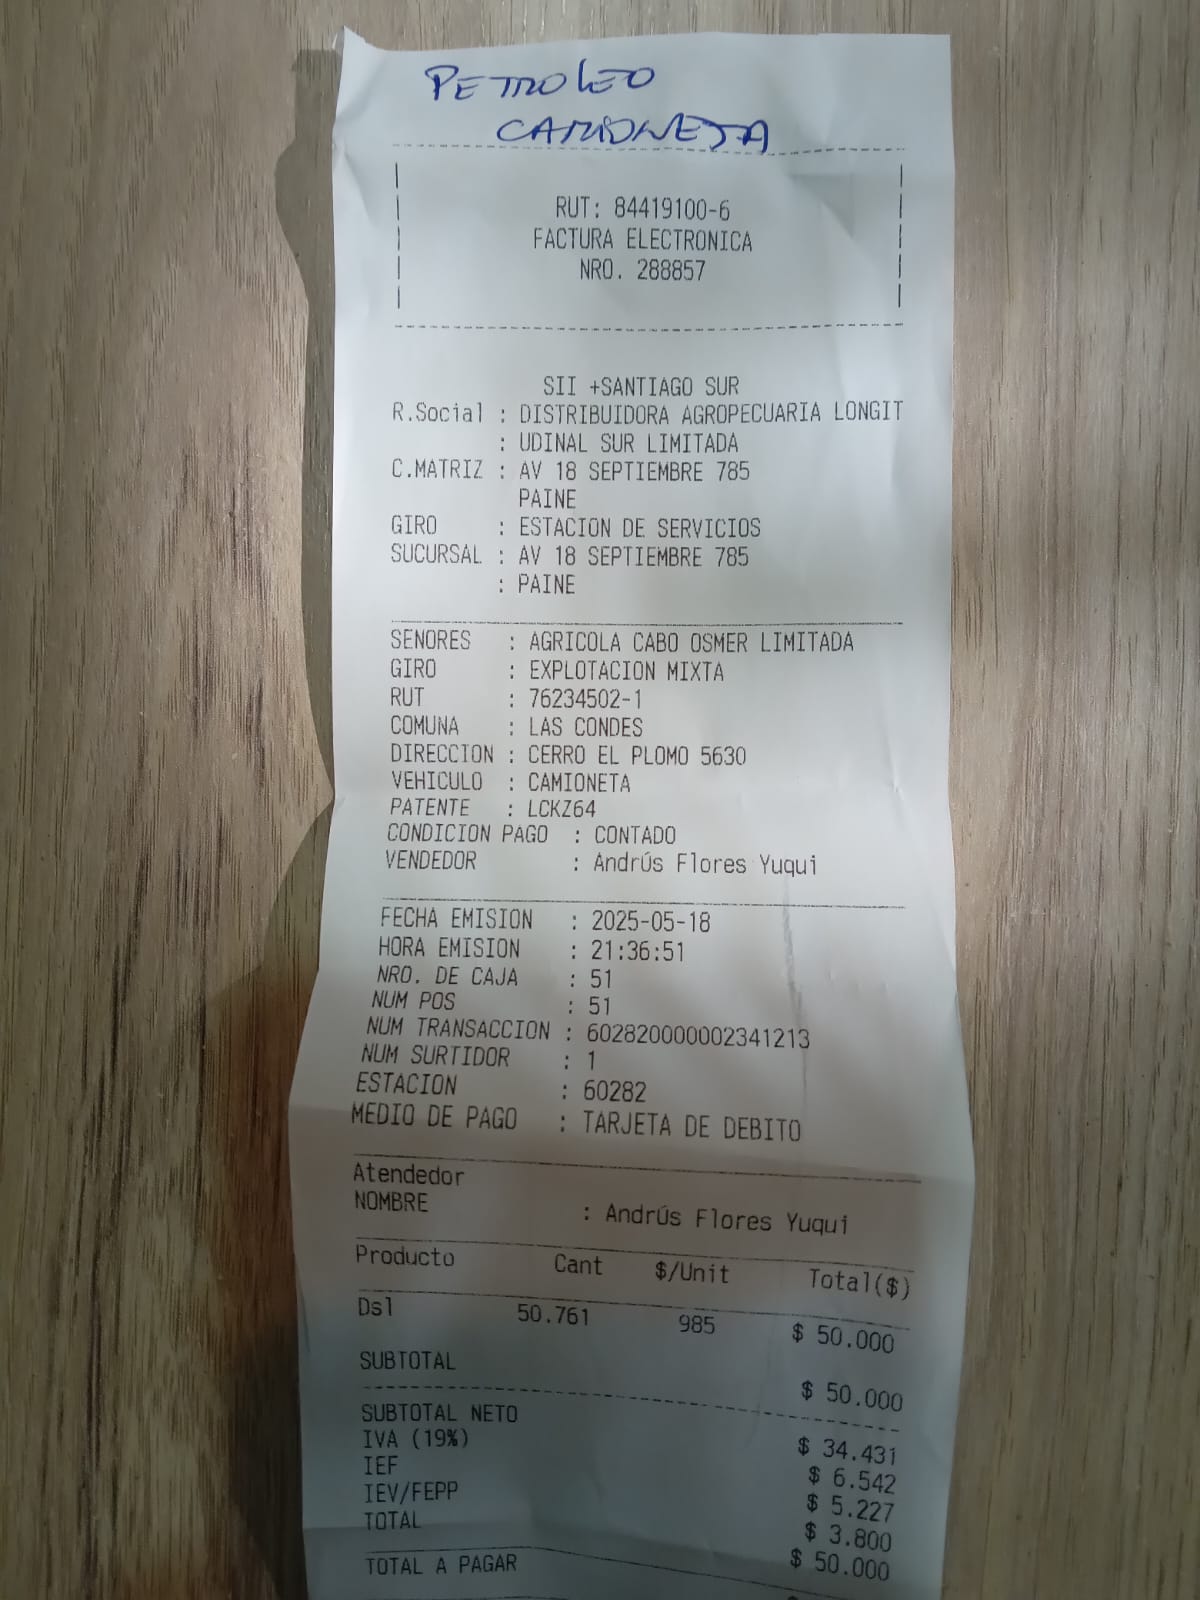 PETROLEO
CAMIONETA
RUT: 84419100-6
FACTURA ELECTRONICA
NRO. 288857
SII +SANTIAGO SUR
R.Social : DISTRIBUIDORA AGROPECUARIA LONGIT
: UDINAL SUR LIMITADA
C.MATRIZ : AV 18 SEPTIEMBRE 785
PAINE
GIRO : ESTACION DE SERVICIOS
SUCURSAL : AV 18 SEPTIEMBRE 785
: PAINE
SENORES : AGRICOLA CABO OSMER LIMITADA
GIRO : EXPLOTACION MIXTA
RUT : 76234502-1
COMUNA : LAS CONDES
DIRECCION : CERRO EL PLOMO 5630
VEHICULO : CAMIONETA
PATENTE : LCKZ64
CONDICION PAGO : CONTADO
VENDEDOR : Andrús Flores Yuqui
FECHA EMISION : 2025-05-18
HORA EMISION : 21:36:51
NRO. DE CAJA : 51
NUM POS : 51
NUM TRANSACCION : 602820000002341213
NUM SURTIDOR : 1
ESTACION : 60282
MEDIO DE PAGO : TARJETA DE DEBITO
Atendedor
NOMBRE : Andrús Flores Yuqui
Producto Cant $/Unit Total($)
Dsl 50.761 985 $ 50.000
SUBTOTAL $ 50.000
SUBTOTAL NETO $ 34.431
IVA (19%) $ 6.542
IEF $ 5.227
IEV/FEPP $ 3.800
TOTAL $ 50.000
TOTAL A PAGAR